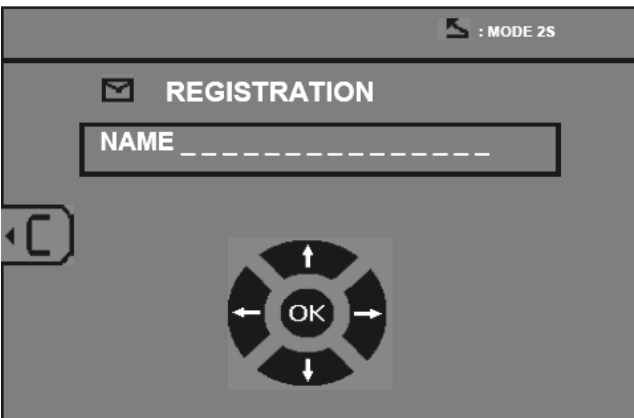 : MODE 2S
REGISTRATION
NAME _ _ _ _ _ _ _ _ _ _ _ _ _ _ _
C
OK